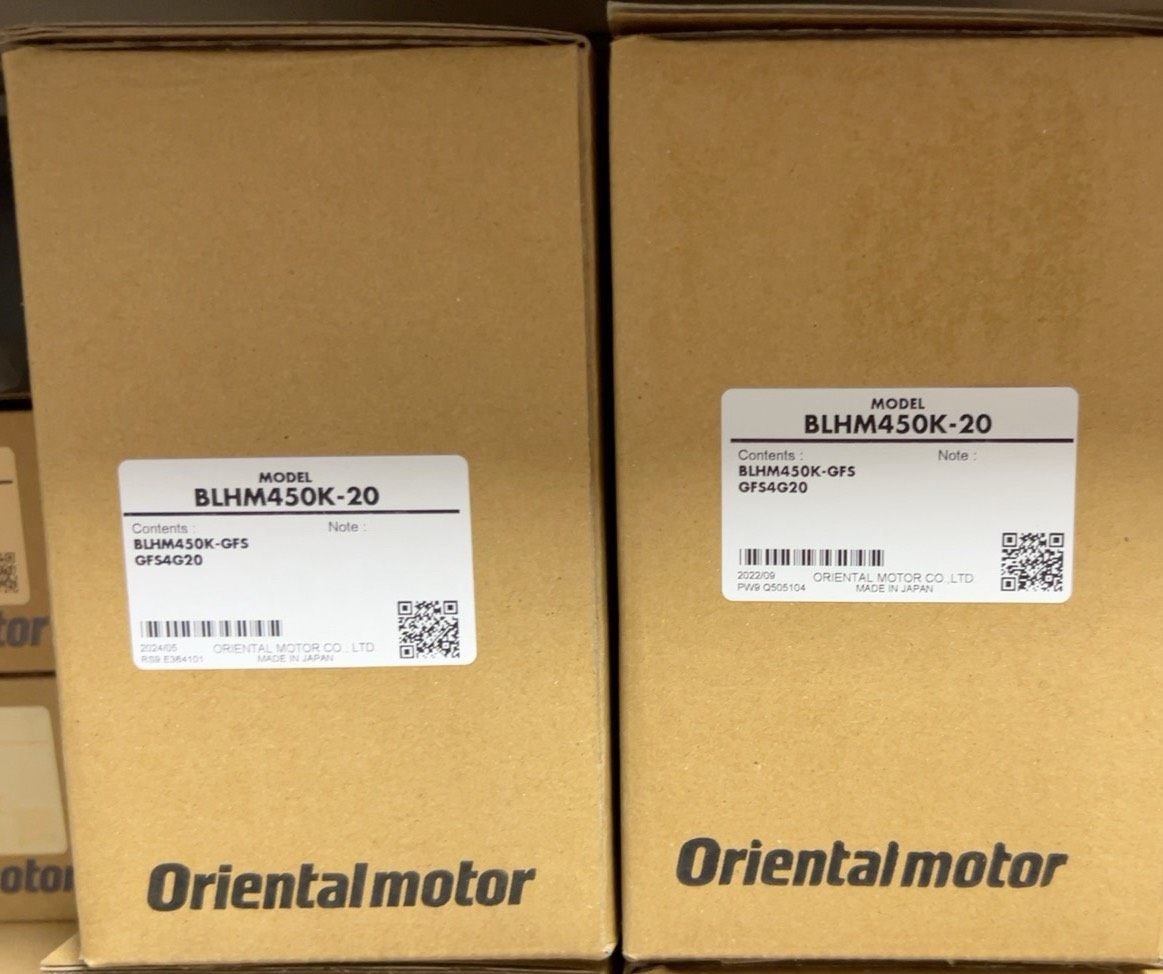 MODEL
BLHM450K-20
Contents :
Note :
BLHM450K-GFS
GFS4G20
2024/05
ORIENTAL MOTOR CO., LTD.
RS9 E364101
MADE IN JAPAN
Orientalmotor
MODEL
BLHM450K-20
Contents :
Note :
BLHM450K-GFS
GFS4G20
2022/09
ORIENTAL MOTOR CO.,LTD.
PW9 Q505104
MADE IN JAPAN
Orientalmotor
tor
otor